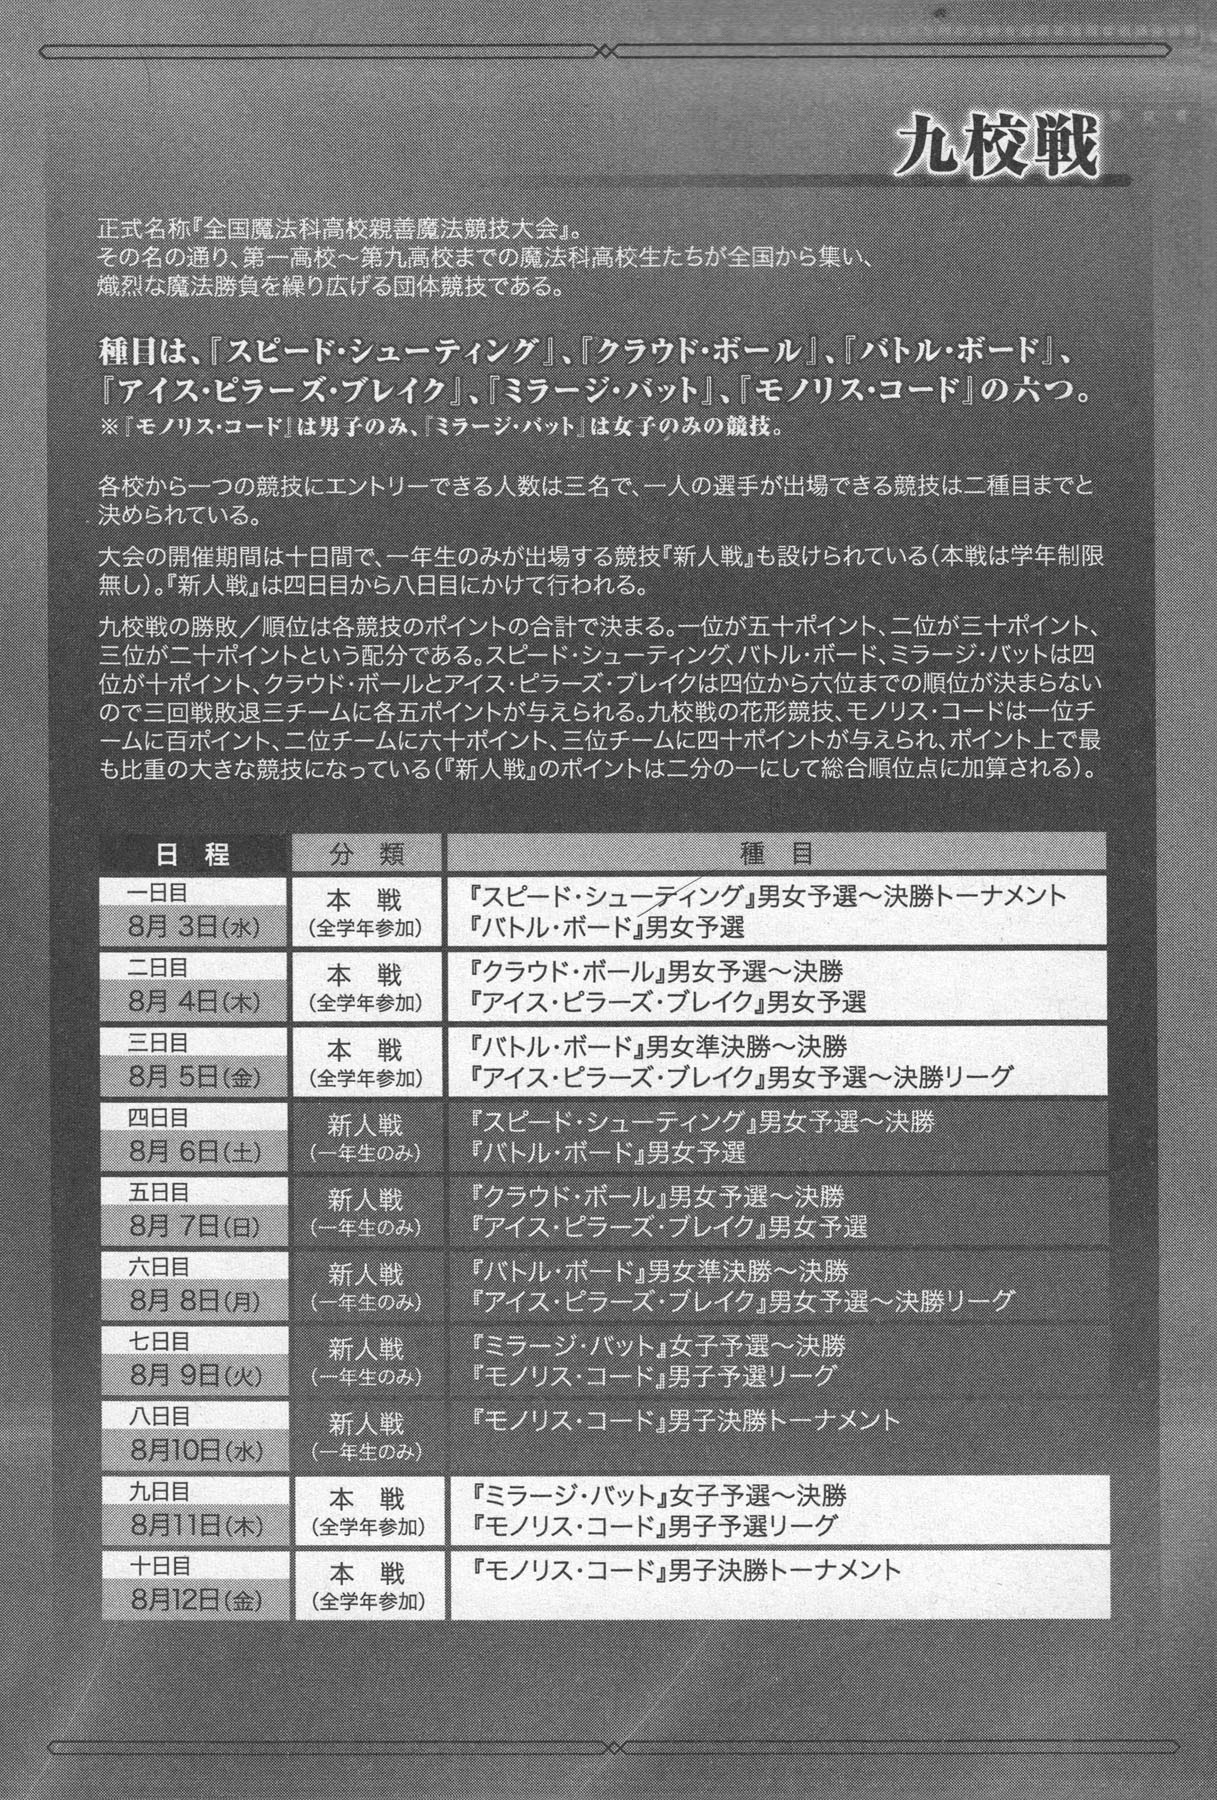 九校戦
正式名称『全国魔法科高校親善魔法競技大会』。
その名の通り、第一高校～第九高校までの魔法科高校生たちが全国から集い、
熾烈な魔法勝負を繰り広げる団体競技である。
種目は、『スピード・シューティング』、『クラウド・ボール』、『バトル・ボード』、
『アイス・ピラーズ・ブレイク』、『ミラージ・バット』、『モノリス・コード』の六つ。
※『モノリス・コード』は男子のみ、『ミラージ・バット』は女子のみの競技。
各校から一つの競技にエントリーできる人数は三名で、一人の選手が出場できる競技は二種目までと
決められている。
大会の開催期間は十日間で、一年生のみが出場する競技『新人戦』も設けられている（本戦は学年制限
無し）。『新人戦』は四日目から八日目にかけて行われる。
九校戦の勝敗／順位は各競技のポイントの合計で決まる。一位が五十ポイント、二位が三十ポイント、
三位が二十ポイントという配分である。スピード・シューティング、バトル・ボード、ミラージ・バットは四
位が十ポイント、クラウド・ボールとアイス・ピラーズ・ブレイクは四位から六位までの順位が決まらない
ので三回戦敗退三チームに各五ポイントが与えられる。九校戦の花形競技、モノリス・コードは一位チ
ームに百ポイント、二位チームに六十ポイント、三位チームに四十ポイントが与えられ、ポイント上で最
も比重の大きな競技になっている（『新人戦』のポイントは二分の一にして総合順位点に加算される）。
日 程 分 類 種 目
一日目
8月 3日（水）
本 戦
（全学年参加）
『スピード・シューティング』男女予選～決勝トーナメント
『バトル・ボード』男女予選
二日目
8月 4日（木）
本 戦
（全学年参加）
『クラウド・ボール』男女予選～決勝
『アイス・ピラーズ・ブレイク』男女予選
三日目
8月 5日（金）
本 戦
（全学年参加）
『バトル・ボード』男女準決勝～決勝
『アイス・ピラーズ・ブレイク』男女予選～決勝リーグ
四日目
8月 6日（土）
新人戦
（一年生のみ）
『スピード・シューティング』男女予選～決勝
『バトル・ボード』男女予選
五日目
8月 7日（日）
新人戦
（一年生のみ）
『クラウド・ボール』男女予選～決勝
『アイス・ピラーズ・ブレイク』男女予選
六日目
8月 8日（月）
新人戦
（一年生のみ）
『バトル・ボード』男女準決勝～決勝
『アイス・ピラーズ・ブレイク』男女予選～決勝リーグ
七日目
8月 9日（火）
新人戦
（一年生のみ）
『ミラージ・バット』女子予選～決勝
『モノリス・コード』男子予選リーグ
八日目
8月10日（水）
新人戦
（一年生のみ）
『モノリス・コード』男子決勝トーナメント
九日目
8月11日（木）
本 戦
（全学年参加）
『ミラージ・バット』女子予選～決勝
『モノリス・コード』男子予選リーグ
十日目
8月12日（金）
本 戦
（全学年参加）
『モノリス・コード』男子決勝トーナメント